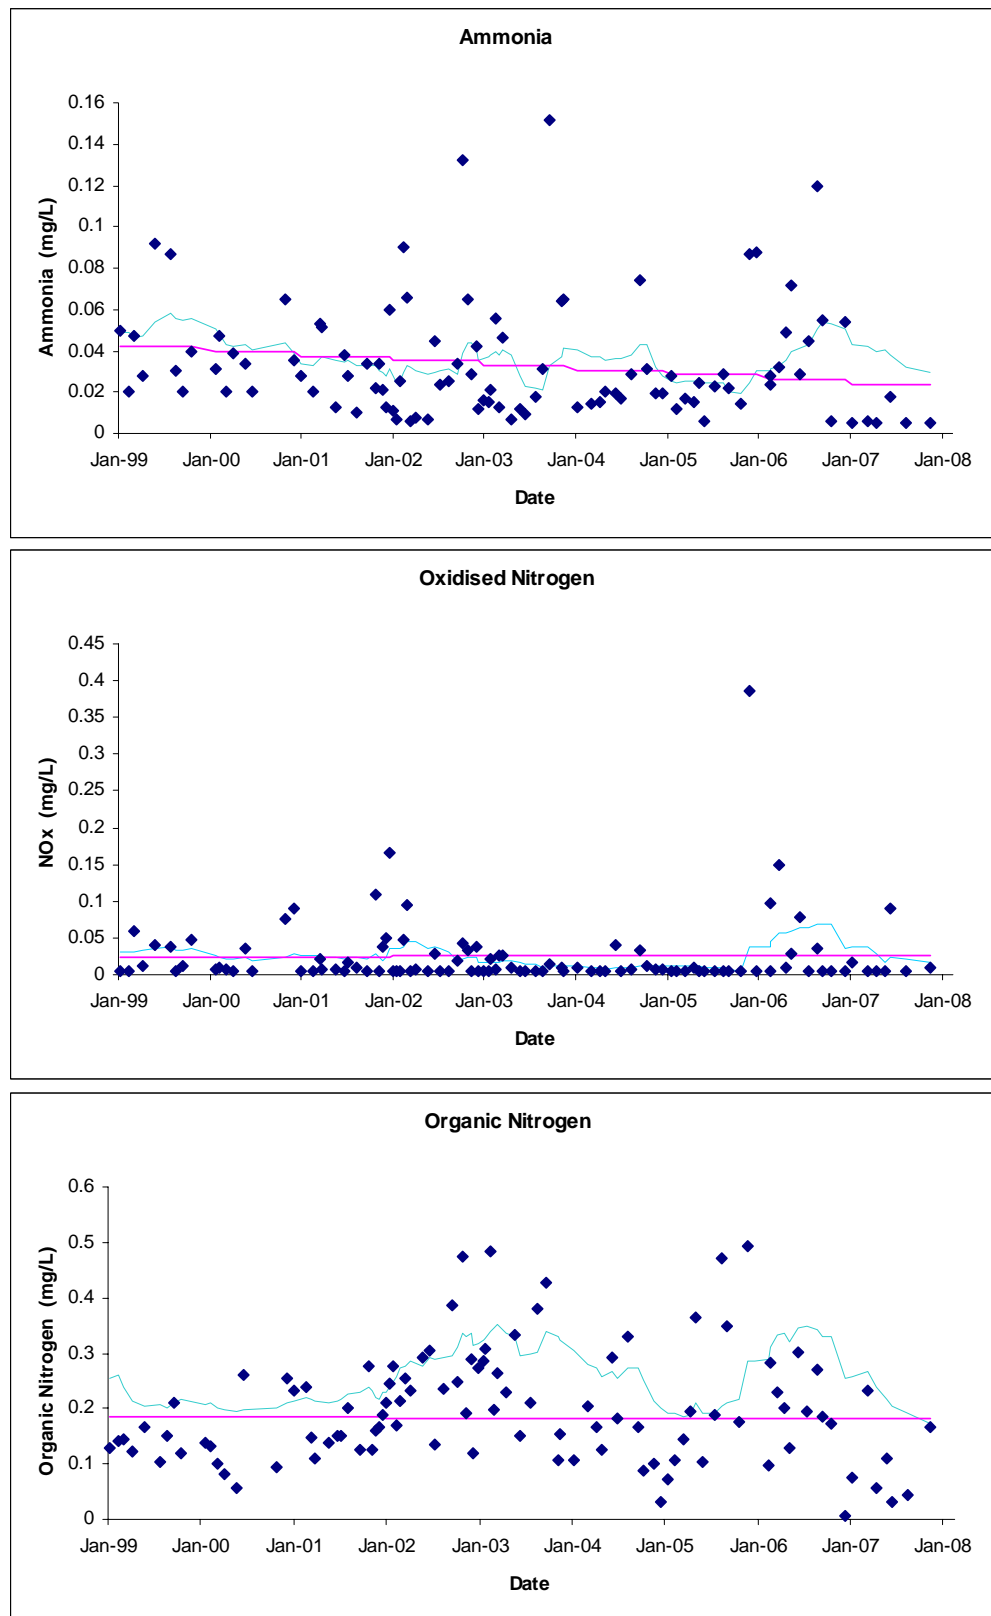 Ammonia
0.16
0.14
0.12
0.1
0.08
0.06
0.04
0.02
0
Ammonia (mg/L)
Jan-99 Jan-00 Jan-01 Jan-02 Jan-03 Jan-04 Jan-05 Jan-06 Jan-07 Jan-08
Date
Oxidised Nitrogen
0.45
0.4
0.35
0.3
0.25
0.2
0.15
0.1
0.05
0
NOx (mg/L)
Jan-99 Jan-00 Jan-01 Jan-02 Jan-03 Jan-04 Jan-05 Jan-06 Jan-07 Jan-08
Date
Organic Nitrogen
0.6
0.5
0.4
0.3
0.2
0.1
0
Organic Nitrogen (mg/L)
Jan-99 Jan-00 Jan-01 Jan-02 Jan-03 Jan-04 Jan-05 Jan-06 Jan-07 Jan-08
Date